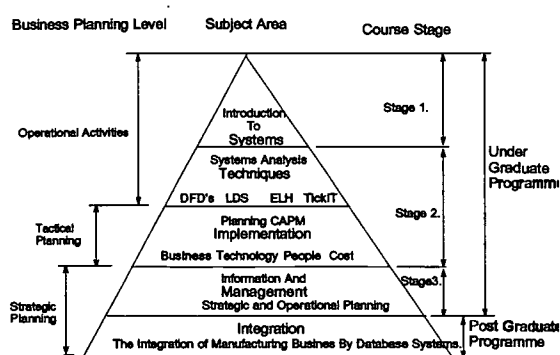 Business Planning Level Subject Area Course Stage
Introduction
To
Systems
Stage 1.
Operational Activities
Systems Analysis
Techniques
DFD's LDS ELH TickIT
Under
Graduate
Programme
Stage 2.
Tactical
Planning
Planning CAPM
Implementation
Business Technology People Cost
Strategic
Planning
Information And
Management
Strategic and Operational Planning
Stage3.
Integration
The Integration of Manufacturing Busines By Database Systems.
Post Graduate
Programme